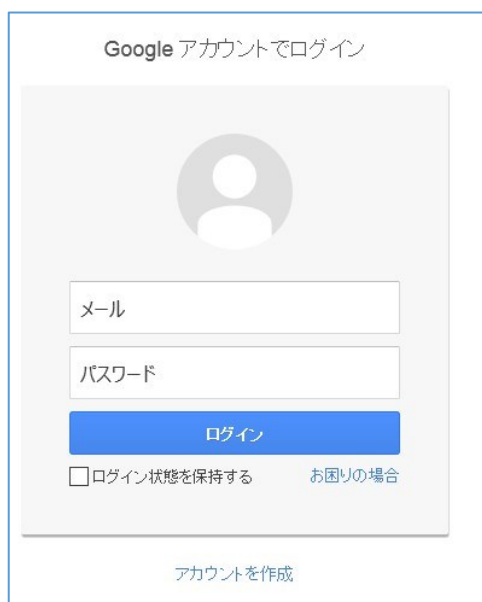 Google アカウントでログイン
メール
パスワード
ログイン
ログイン状態を保持する お困りの場合
アカウントを作成